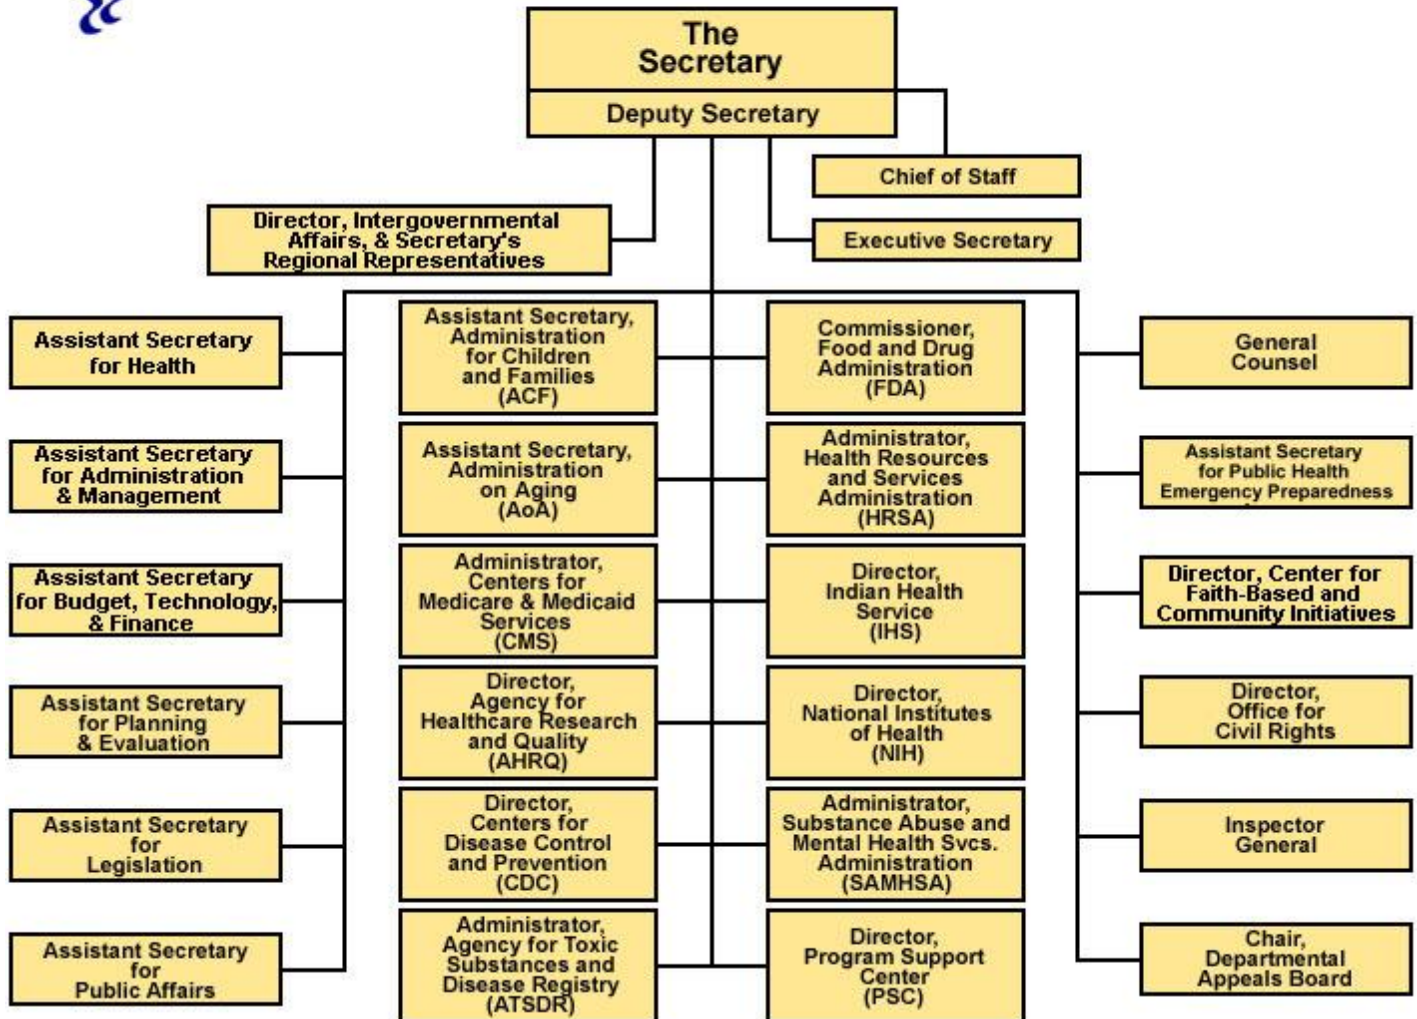 The
Secretary
Deputy Secretary
Chief of Staff
Director, Intergovernmental
Affairs, & Secretary's
Regional Representatives
Executive Secretary
Assistant Secretary
for Health
Assistant Secretary
for Administration
& Management
Assistant Secretary
for Budget, Technology,
& Finance
Assistant Secretary
for Planning
& Evaluation
Assistant Secretary
for
Legislation
Assistant Secretary
for
Public Affairs
Assistant Secretary,
Administration
for Children
and Families
(ACF)
Assistant Secretary,
Administration
on Aging
(AoA)
Administrator,
Centers for
Medicare & Medicaid
Services
(CMS)
Director,
Agency for
Healthcare Research
and Quality
(AHRQ)
Director,
Centers for
Disease Control
and Prevention
(CDC)
Administrator,
Agency for Toxic
Substances and
Disease Registry
(ATSDR)
Commissioner,
Food and Drug
Administration
(FDA)
Administrator,
Health Resources
and Services
Administration
(HRSA)
Director,
Indian Health
Service
(IHS)
Director,
National Institutes
of Health
(NIH)
Administrator,
Substance Abuse and
Mental Health Svcs.
Administration
(SAMHSA)
Director,
Program Support
Center
(PSC)
General
Counsel
Assistant Secretary
for Public Health
Emergency Preparedness
Director, Center for
Faith-Based and
Community Initiatives
Director,
Office for
Civil Rights
Inspector
General
Chair,
Departmental
Appeals Board